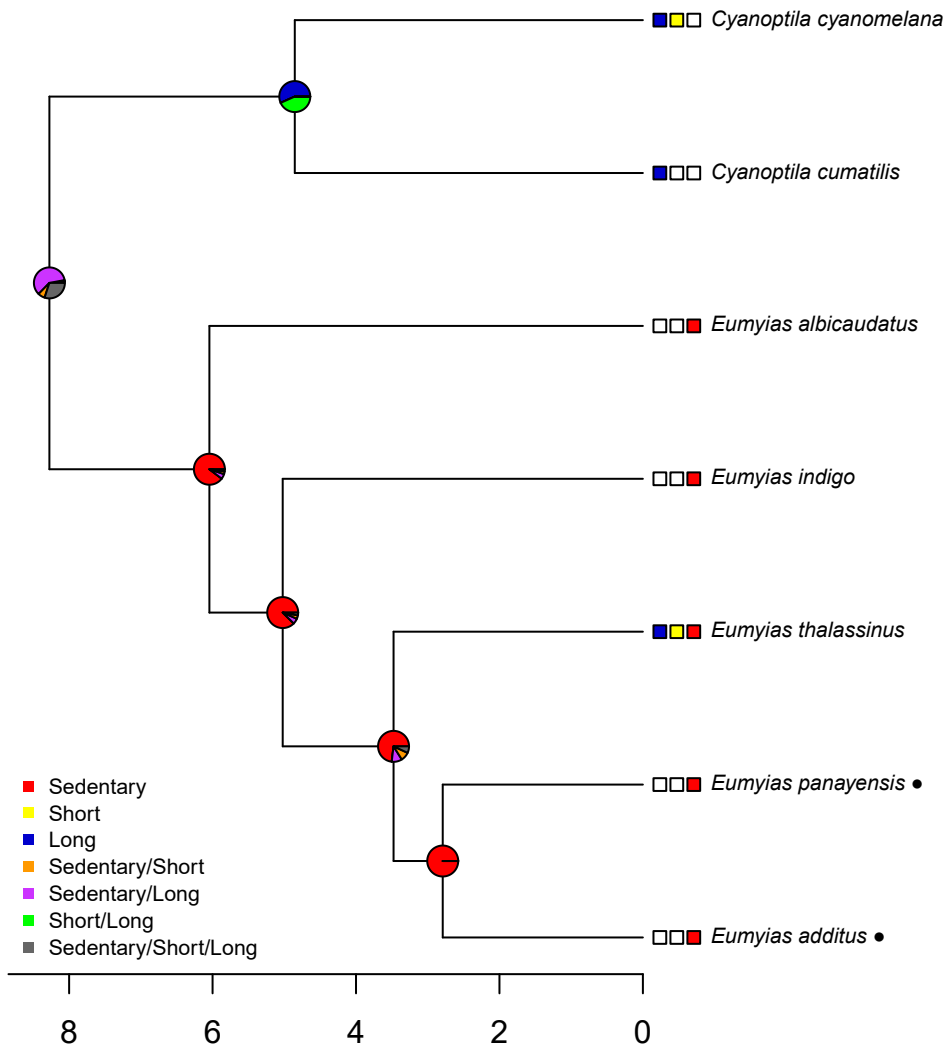 Cyanoptila cyanomelana
Cyanoptila cumatilis
Eumyias albicaudatus
Eumyias indigo
Eumyias thalassinus
Eumyias panayensis •
Eumyias additus •
Sedentary
Short
Long
Sedentary/Short
Sedentary/Long
Short/Long
Sedentary/Short/Long
8 6 4 2 0